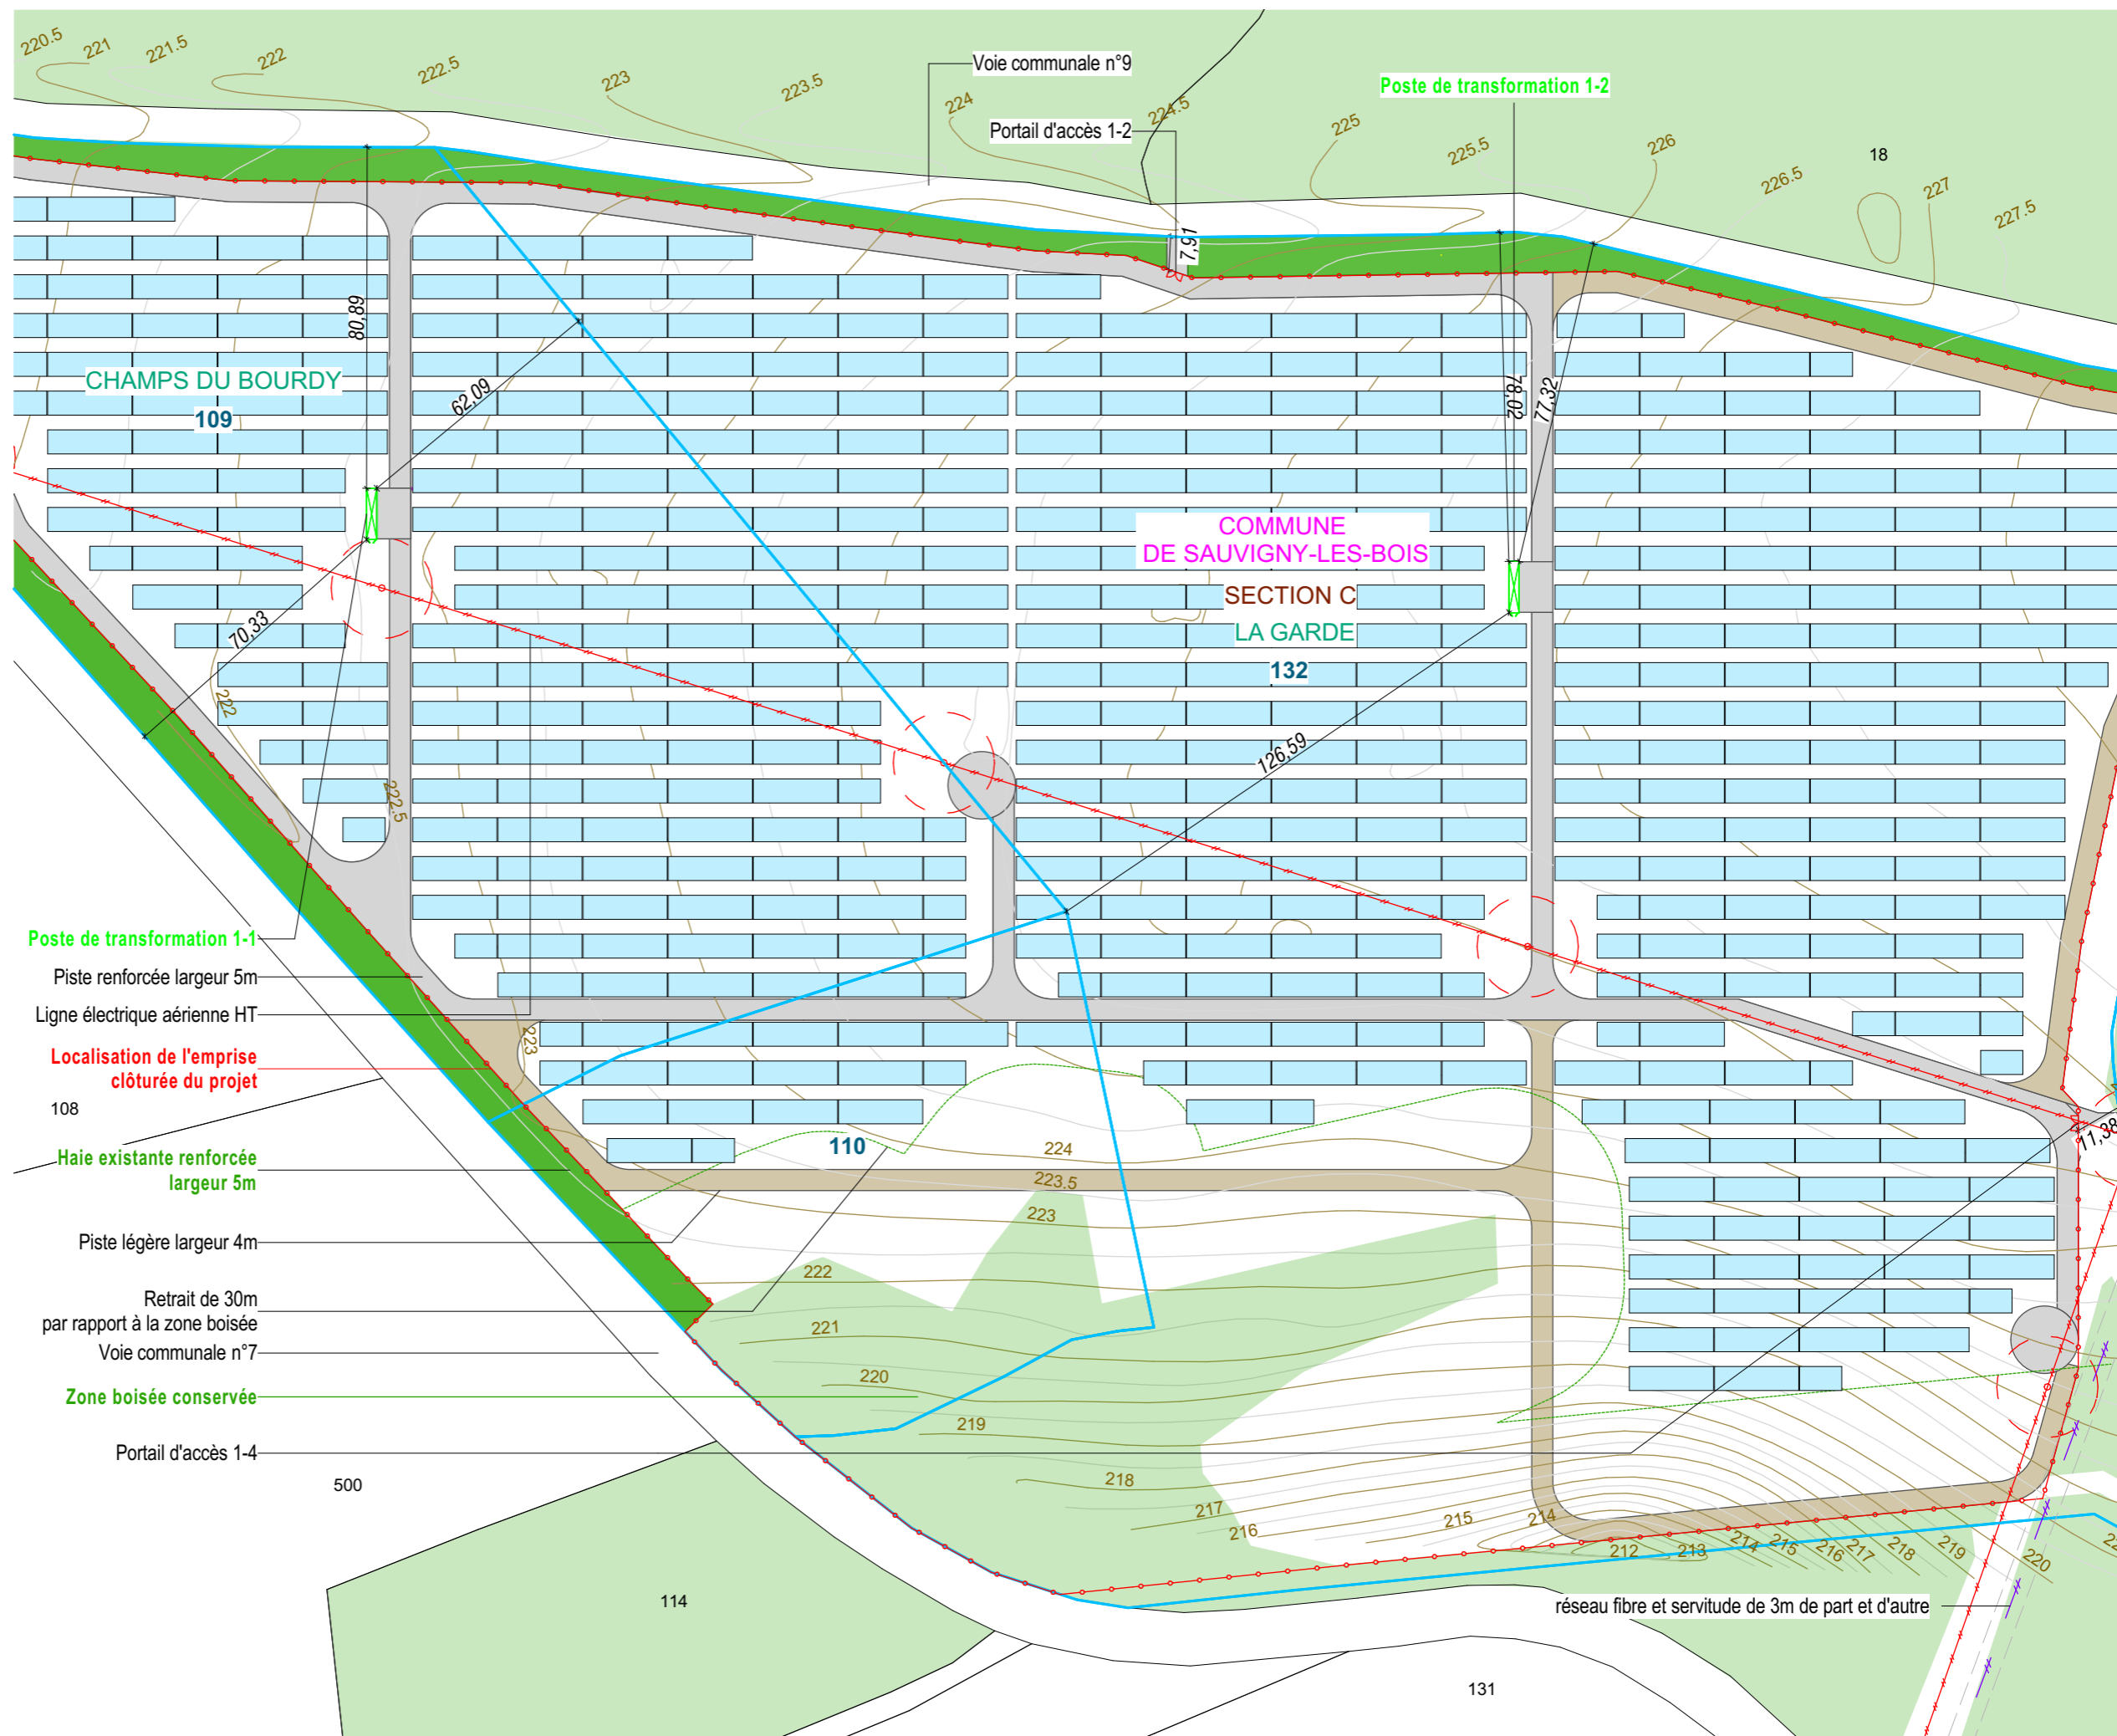 220.5
221
221.5
222
222.5
223
223.5
224
224.5
225
225.5
226
226.5
227
227.5
Voie communale n°9
Portail d'accès 1-2
Poste de transformation 1-2
18
7,91
80,89
62,09
78,02
77,32
CHAMPS DU BOURDY
109
COMMUNE
DE SAUVIGNY-LES-BOIS
SECTION C
LA GARDE
132
70,33
126,59
222
222.5
223
Poste de transformation 1-1
Piste renforcée largeur 5m
Ligne électrique aérienne HT
Localisation de l'emprise
clôturée du projet
108
Haie existante renforcée
largeur 5m
Piste légère largeur 4m
Retrait de 30m
par rapport à la zone boisée
Voie communale n°7
Zone boisée conservée
Portail d'accès 1-4
110
11,38
224
223.5
223
222
221
220
219
218
217
216
215
214
212
213
214
215
216
217
218
219
220
500
114
131
réseau fibre et servitude de 3m de part et d'autre